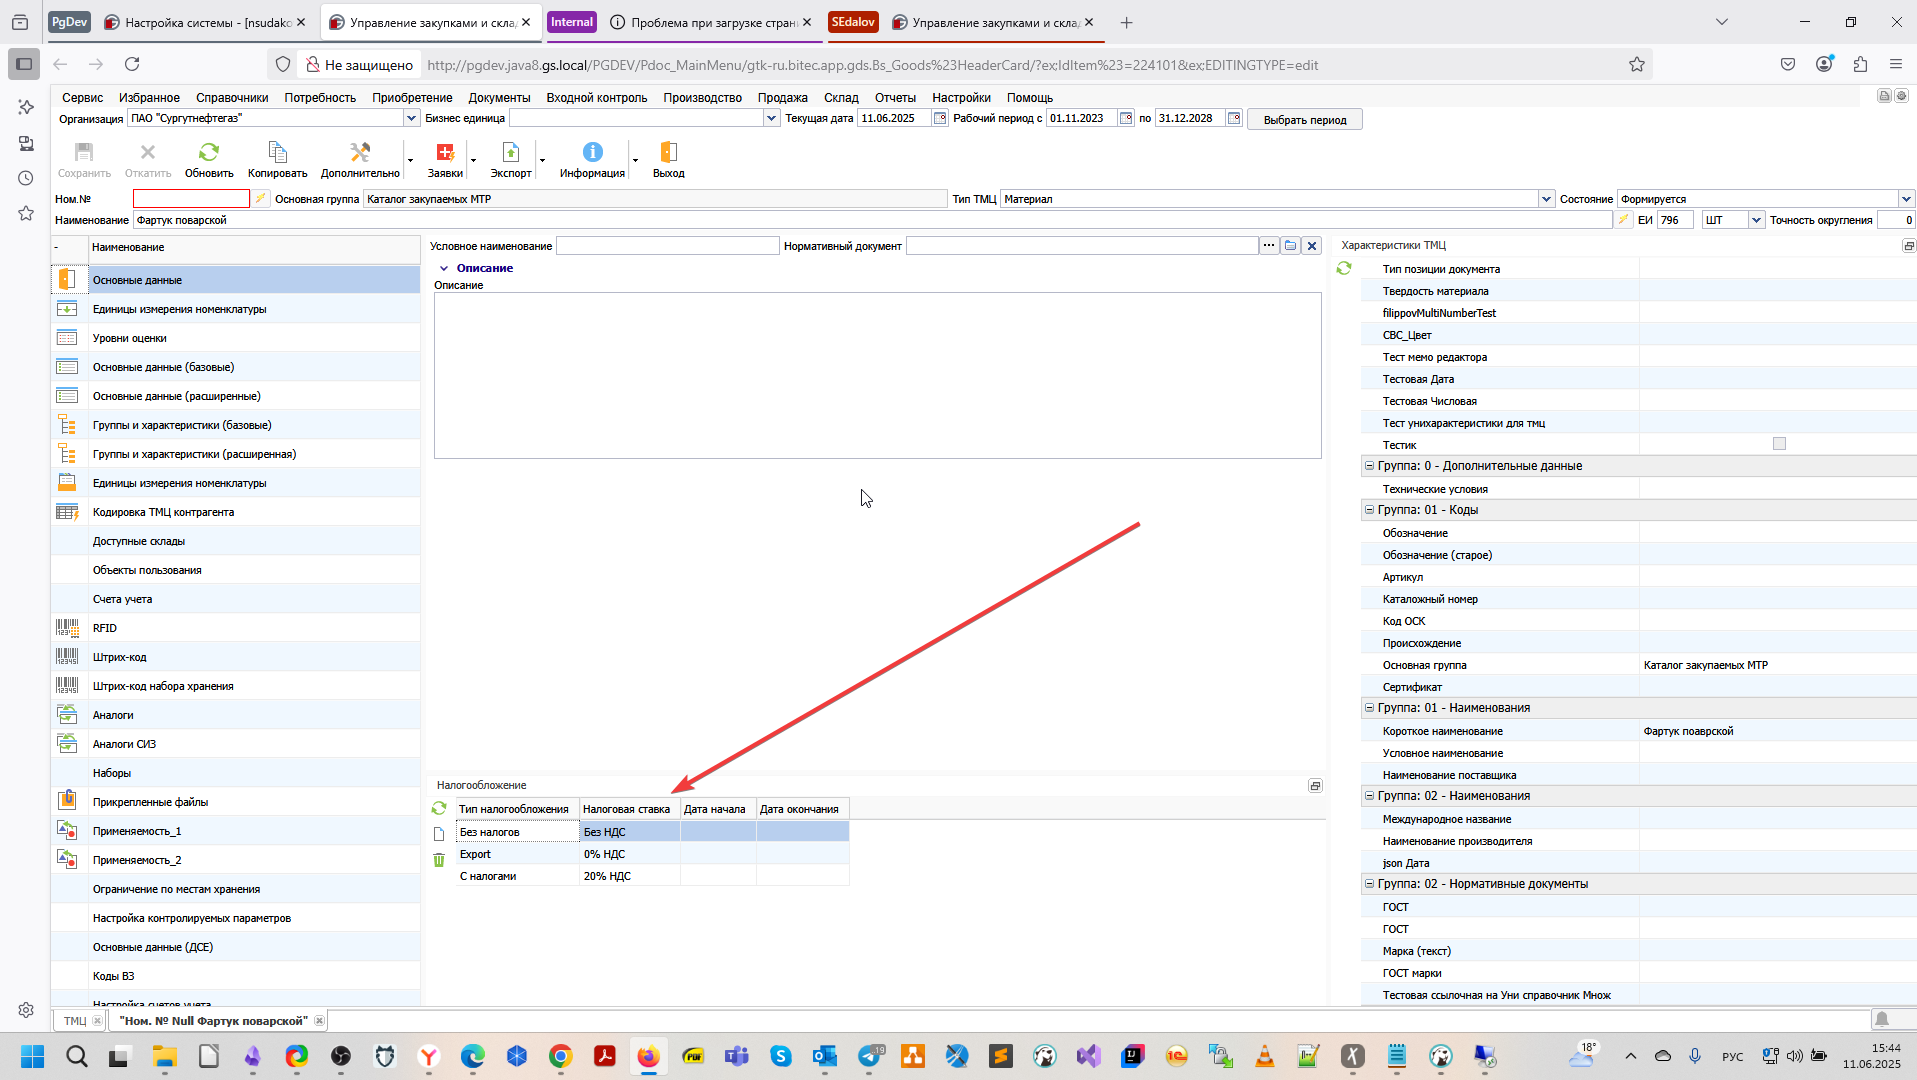 PgDev
Настройка системы - [nsudako
Управление закупками и скла
Internal
Проблема при загрузке стран
SEdalov
Управление закупками и скла
Не защищено
http://pgdev.java8.gs.local/PGDEV/Pdoc_MainMenu/gtk-ru.bitec.app.gds.Bs_Goods%23HeaderCard/?ex;IdItem%23=224101&ex;EDITINGTYPE=edit
Сервис Избранное Справочники Потребность Приобретение Документы Входной контроль Производство Продажа Склад Отчеты Настройки Помощь
Организация ПАО "Сургутнефтегаз" Бизнес единица Текущая дата 11.06.2025 Рабочий период с 01.11.2023 по 31.12.2028 Выбрать период
Сохранить Откатить Обновить Копировать Дополнительно Заявки Экспорт Информация Выход
Ном.№ Основная группа Каталог закупаемых МТР Тип ТМЦ Материал Состояние Формируется
Наименование Фартук поварской ЕИ 796 ШТ Точность округления 0
- Наименование
Основные данные
Единицы измерения номенклатуры
Уровни оценки
Основные данные (базовые)
Основные данные (расширенные)
Группы и характеристики (базовые)
Группы и характеристики (расширенная)
Единицы измерения номенклатуры
Кодировка ТМЦ контрагента
Доступные склады
Объекты пользования
Счета учета
RFID
Штрих-код
Штрих-код набора хранения
Аналоги
Аналоги СИЗ
Наборы
Прикрепленные файлы
Применяемость_1
Применяемость_2
Ограничение по местам хранения
Настройка контролируемых параметров
Основные данные (ДСЕ)
Коды ВЗ
Настройка счетов учета
Условное наименование Нормативный документ
Описание
Описание
Налогообложение
Тип налогообложения Налоговая ставка Дата начала Дата окончания
Без налогов Без НДС
Export 0% НДС
С налогами 20% НДС
Характеристики ТМЦ
Тип позиции документа
Твердость материала
filippovMultiNumberTest
СВС_Цвет
Тест мемо редактора
Тестовая Дата
Тестовая Числовая
Тест унихарактеристики для тмц
Тестик
Группа: 0 - Дополнительные данные
Технические условия
Группа: 01 - Коды
Обозначение
Обозначение (старое)
Артикул
Каталожный номер
Код ОСК
Происхождение
Основная группа Каталог закупаемых МТР
Сертификат
Группа: 01 - Наименования
Короткое наименование Фартук поаврской
Условное наименование
Наименование поставщика
Группа: 02 - Наименования
Международное название
Наименование производителя
json Дата
Группа: 02 - Нормативные документы
ГОСТ
ГОСТ
Марка (текст)
ГОСТ марки
Тестовая ссылочная на Уни справочник Множ
ТМЦ "Ном. № Null Фартук поварской"
19
18°
РУС
15:44
11.06.2025